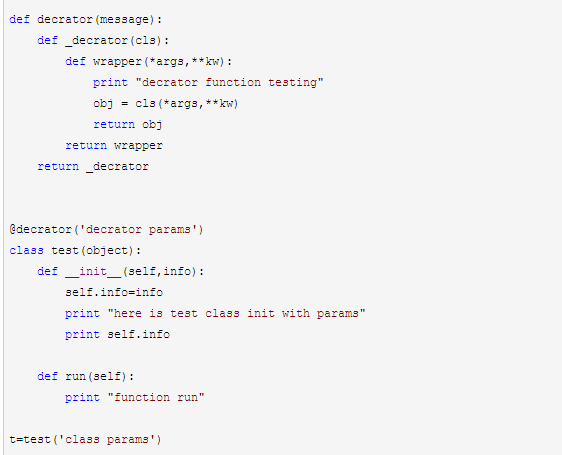 def decrator(message):
    def _decrator(cls):
        def wrapper(*args,**kw):
            print "decrator function testing"
            obj = cls(*args,**kw)
            return obj
        return wrapper
    return _decrator
@decrator('decrator params')
class test(object):
    def __init__(self,info):
        self.info=info
        print "here is test class init with params"
        print self.info
    def run(self):
        print "function run"
t=test('class params')